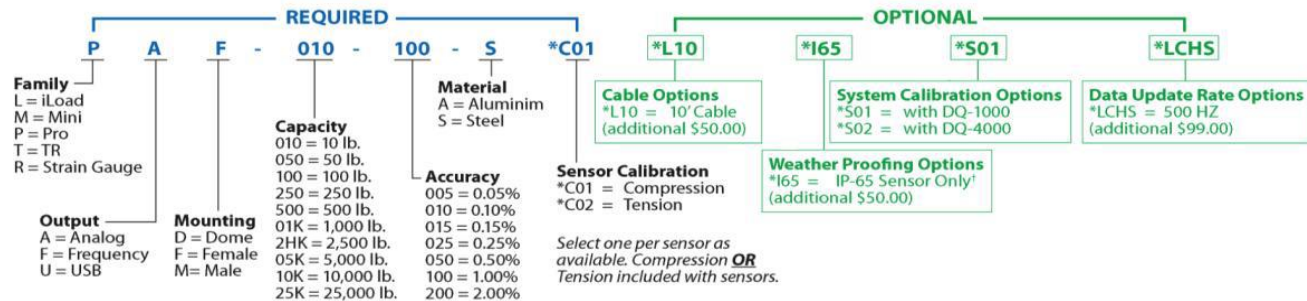 REQUIRED
OPTIONAL
P A F - 010 - 100 - S *C01 *L10 *I65 *S01 *LCHS
Family
L = iLoad
M = Mini
P = Pro
T = TR
R = Strain Gauge
Output
A = Analog
F = Frequency
U = USB
Mounting
D = Dome
F = Female
M= Male
Capacity
010 = 10 lb.
050 = 50 lb.
100 = 100 lb.
250 = 250 lb.
500 = 500 lb.
01K = 1,000 lb.
2HK = 2,500 lb.
05K = 5,000 lb.
10K = 10,000 lb.
25K = 25,000 lb.
Accuracy
005 = 0.05%
010 = 0.10%
015 = 0.15%
025 = 0.25%
050 = 0.50%
100 = 1.00%
200 = 2.00%
Material
A = Aluminim
S = Steel
Sensor Calibration
*C01 = Compression
*C02 = Tension
Select one per sensor as
available. Compression OR
Tension included with sensors.
Cable Options
*L10 = 10' Cable
(additional $50.00)
Weather Proofing Options
*I65 = IP-65 Sensor Only†
(additional $50.00)
System Calibration Options
*S01 = with DQ-1000
*S02 = with DQ-4000
Data Update Rate Options
*LCHS = 500 HZ
(additional $99.00)